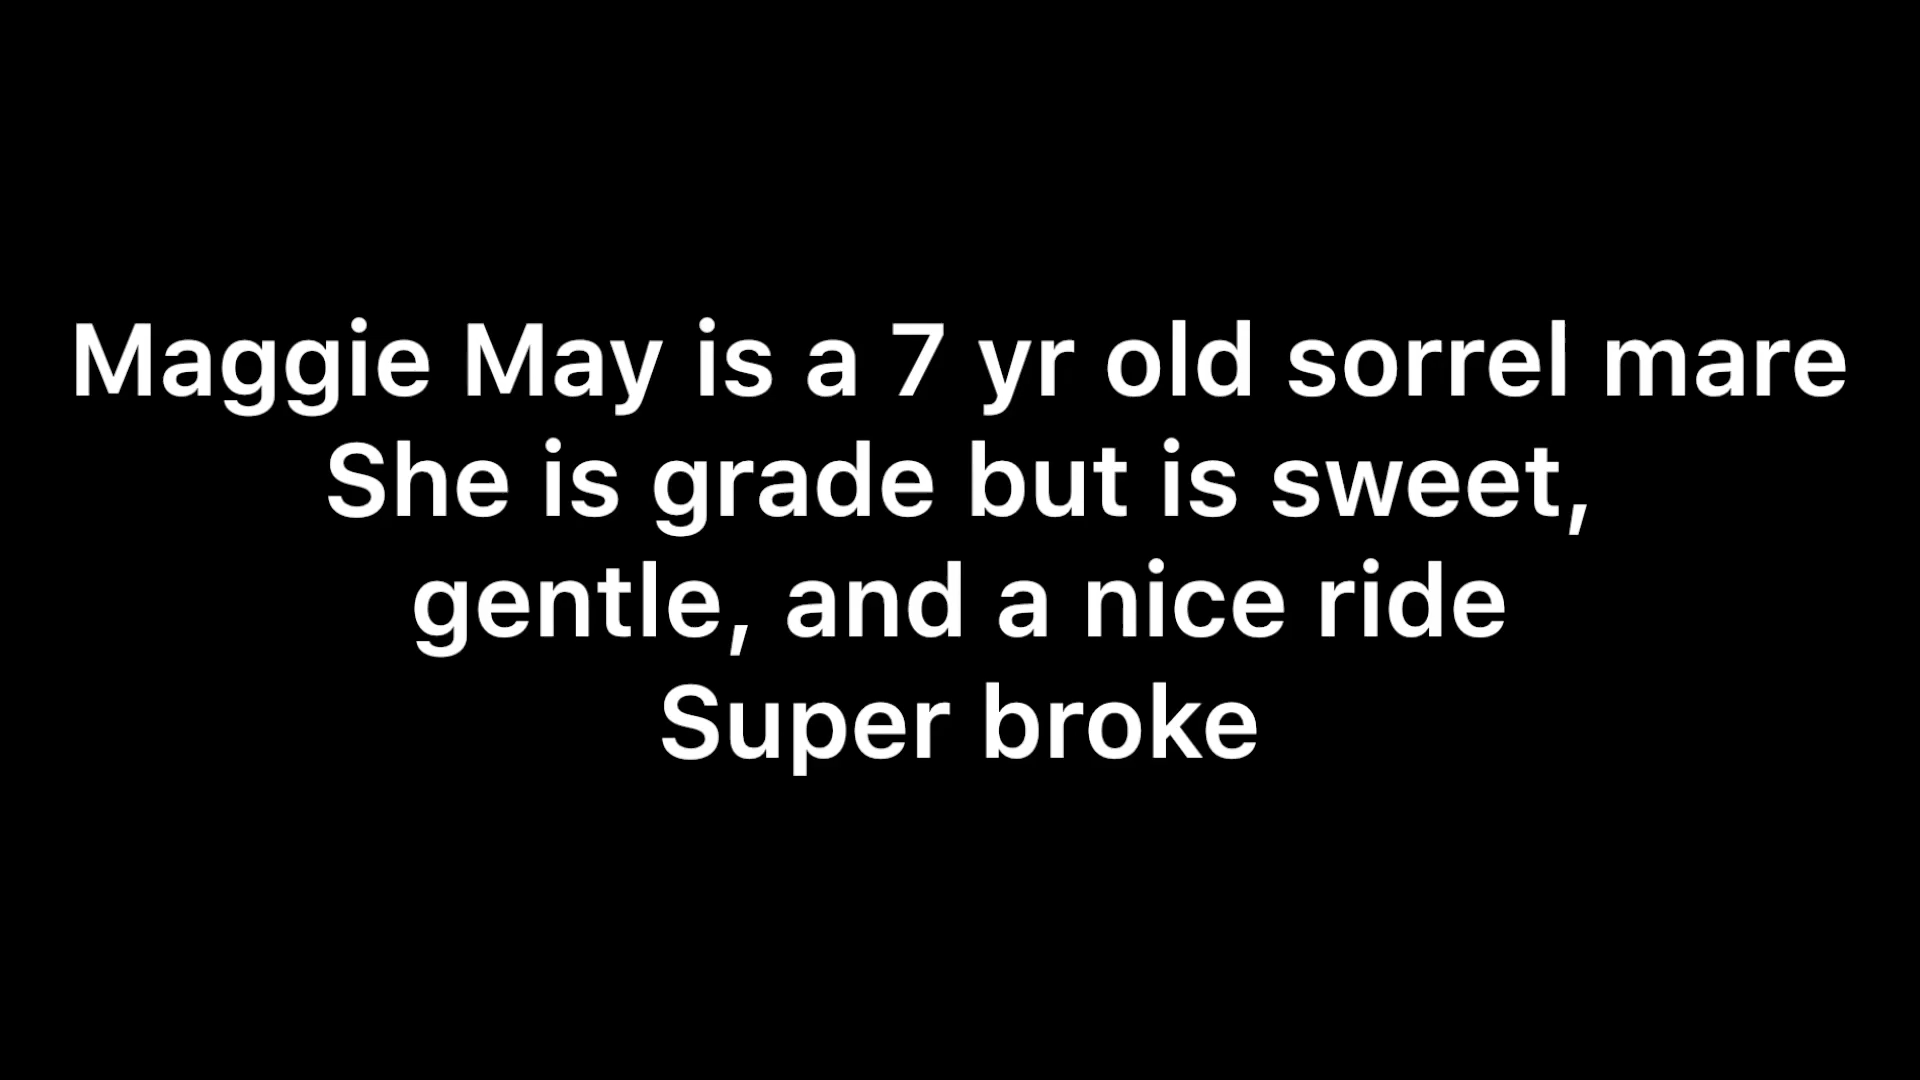 Maggie May is a 7 yr old sorrel mare
She is grade but is sweet,
gentle, and a nice ride
Super broke